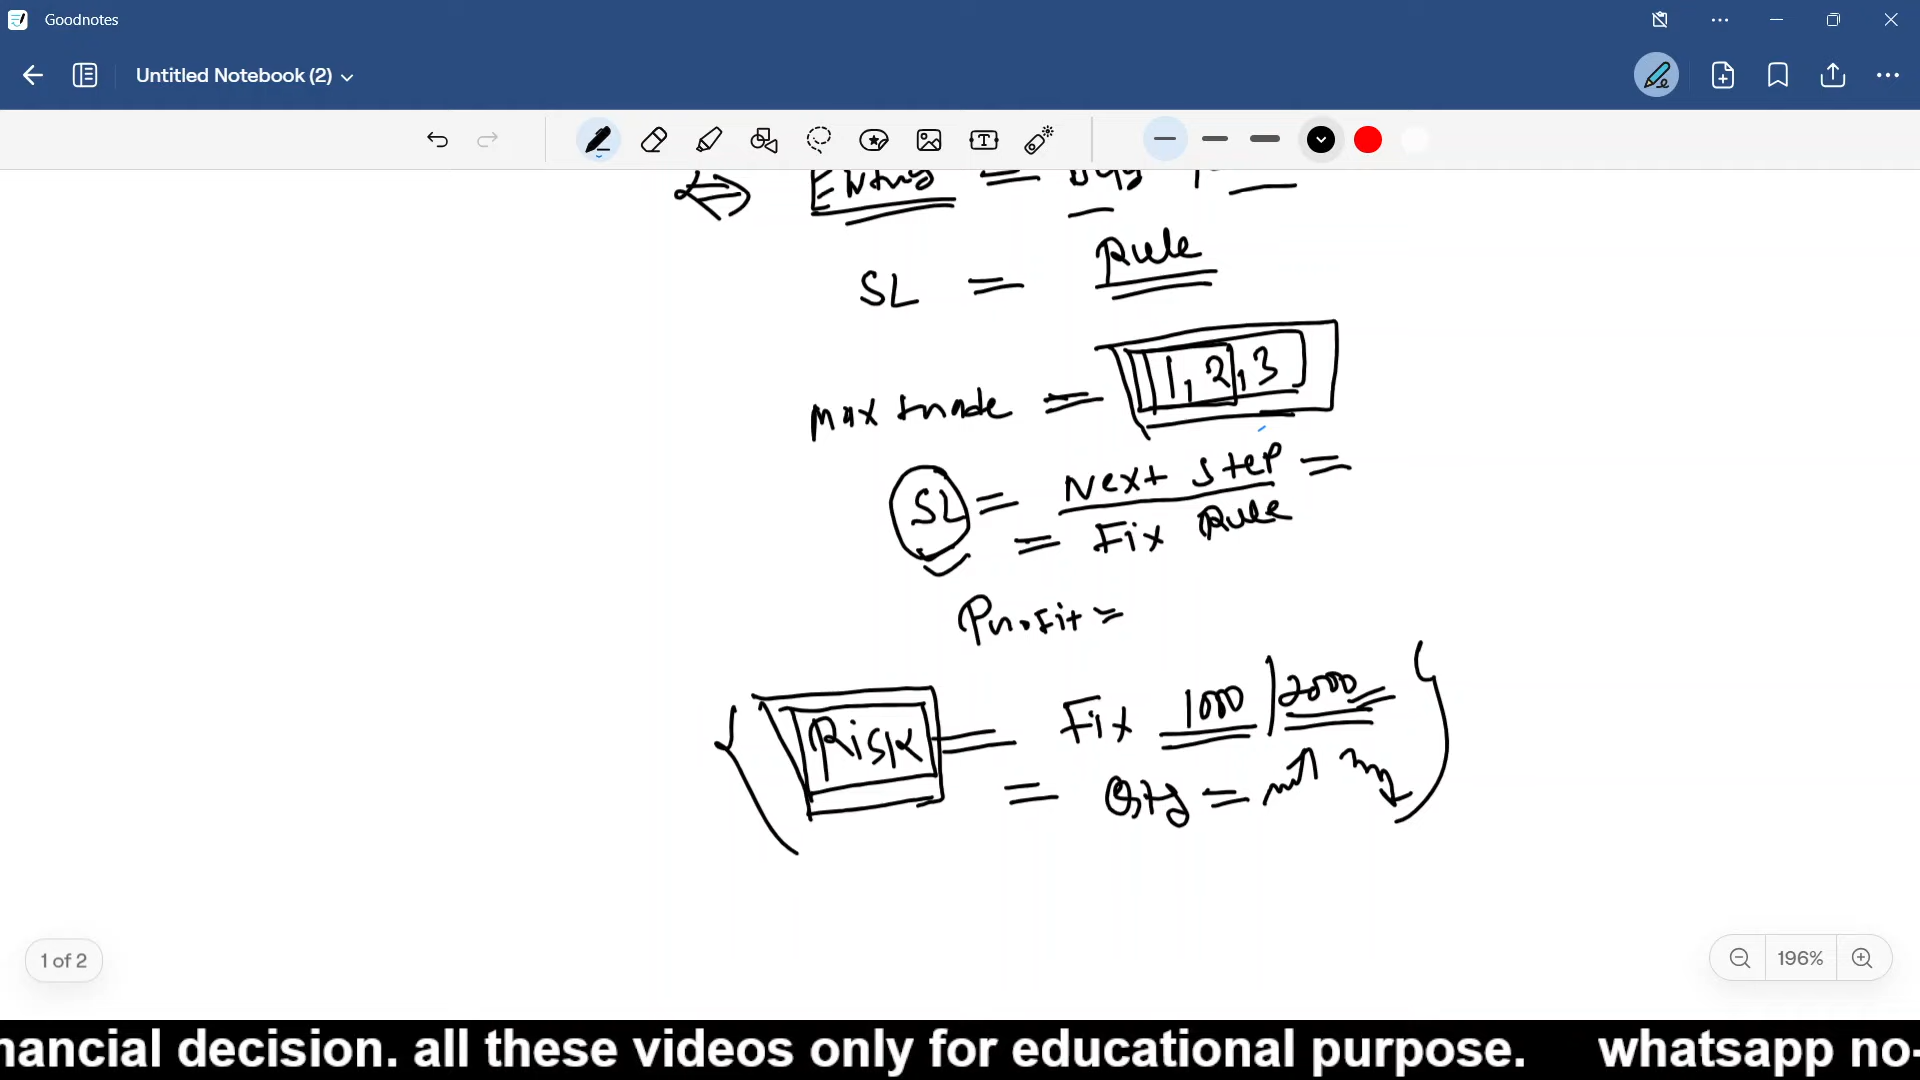 Goodnotes
Untitled Notebook (2)
Entry =
SL = Rule
max trade = 1, 2, 3
SL = Next Step =
= Fix Rule
Profit =
Risk = Fix 1000 | 2000
= Qty =
1 of 2
196%
nancial decision. all these videos only for educational purpose. whatsapp no-